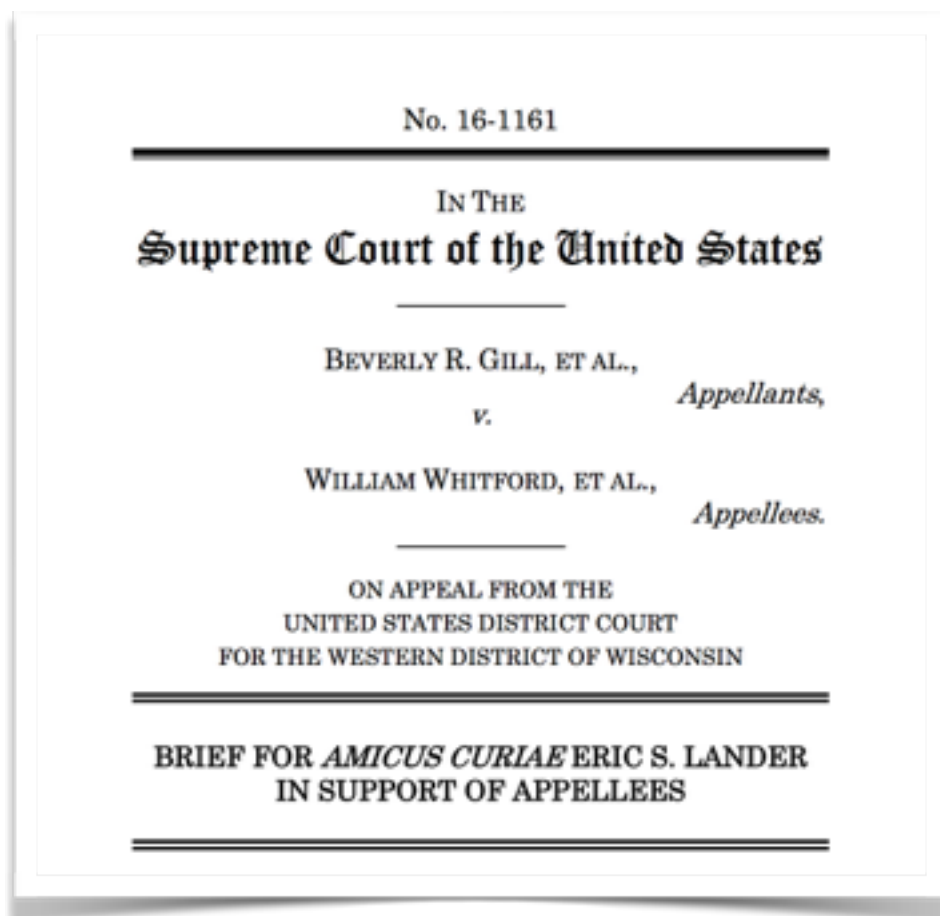 No. 16-1161
IN THE
Supreme Court of the United States
BEVERLY R. GILL, ET AL.,
Appellants,
v.
WILLIAM WHITFORD, ET AL.,
Appellees.
ON APPEAL FROM THE
UNITED STATES DISTRICT COURT
FOR THE WESTERN DISTRICT OF WISCONSIN
BRIEF FOR AMICUS CURIAE ERIC S. LANDER
IN SUPPORT OF APPELLEES